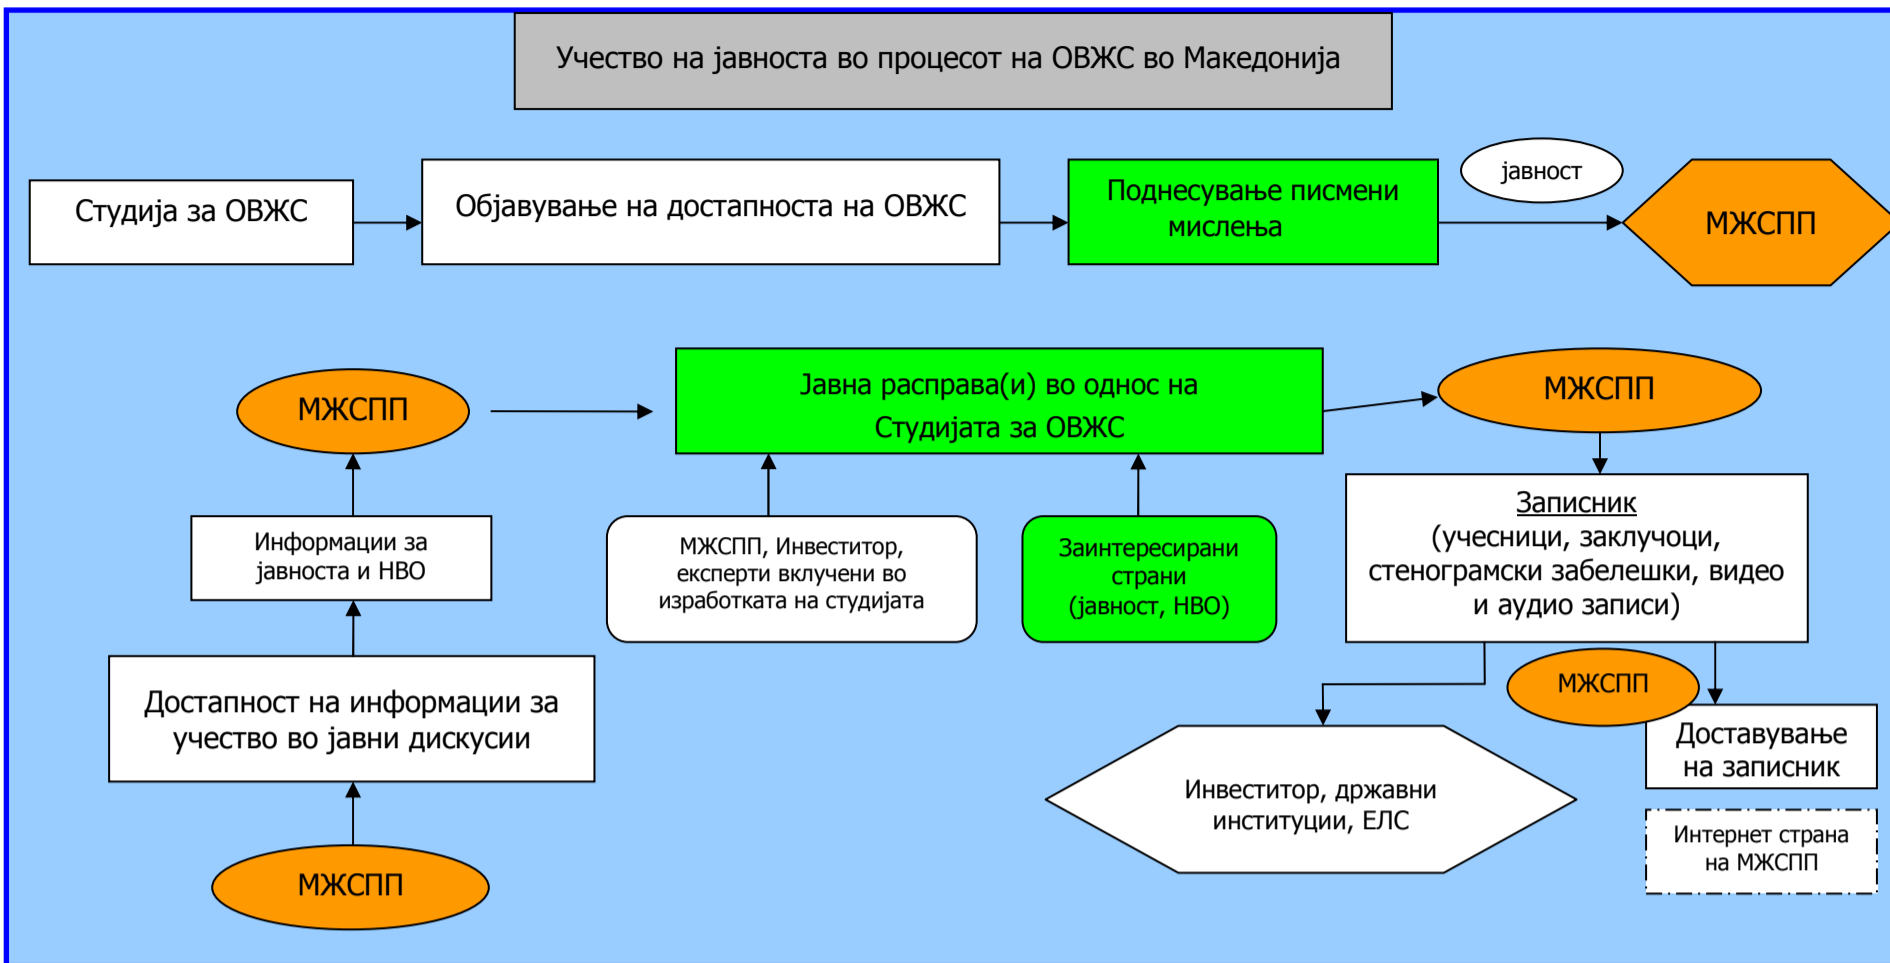 Учество на јавноста во процесот на ОВЖС во Македонија
Студија за ОВЖС
Објавување на достапноста на ОВЖС
Поднесување писмени
мислења
јавност
МЖСПП
МЖСПП
Јавна расправа(и) во однос на
Студијата за ОВЖС
МЖСПП
Информации за
јавноста и НВО
МЖСПП, Инвеститор,
експерти вклучени во
изработката на студијата
Заинтересирани
страни
(јавност, НВО)
Записник
(учесници, заклучоци,
стенограмски забелешки, видео
и аудио записи)
Достапност на информации за
учество во јавни дискусии
МЖСПП
Доставување
на записник
Инвеститор, државни
институции, ЕЛС
Интернет страна
на МЖСПП
МЖСПП